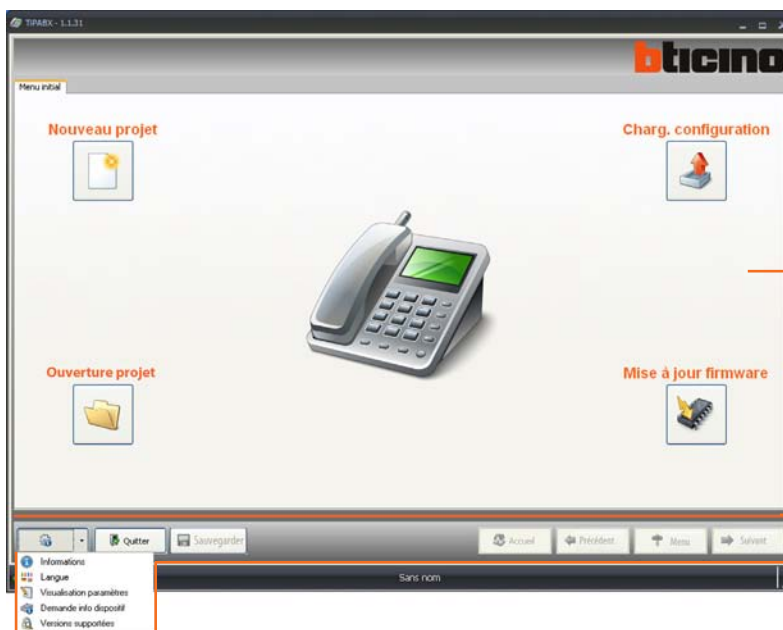 TiPABX - 1.1.31
bticino
Menu initial
Nouveau projet
Charg. configuration
Ouverture projet
Mise à jour firmware
Quitter
Sauvegarder
Accueil
Précédent
Menu
Suivant
Informations
Langue
Visualisation paramètres
Demande info dispositif
Versions supportées
Sans nom